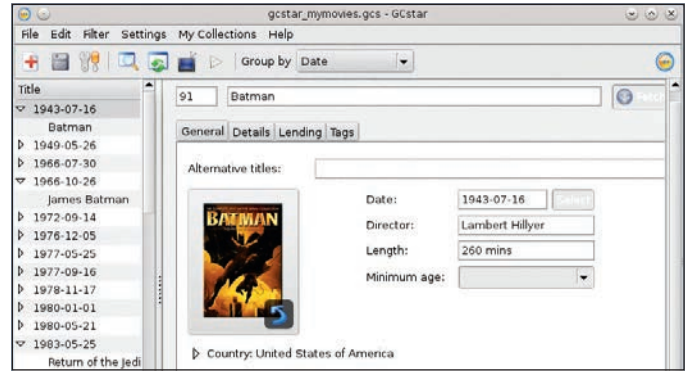 gcstar_mymovies.gcs - GCstar
File Edit Filter Settings My Collections Help
Group by Date
Title
1943-07-16
Batman
1949-05-26
1966-07-30
1966-10-26
James Batman
1972-09-14
1976-12-05
1977-05-25
1977-09-16
1978-11-17
1980-01-01
1980-05-21
1983-05-25
Return of the Jedi
91 Batman Fetch
General Details Lending Tags
Alternative titles:
BATMAN
Date: 1943-07-16 Select
Director: Lambert Hillyer
Length: 260 mins
Minimum age:
Country: United States of America